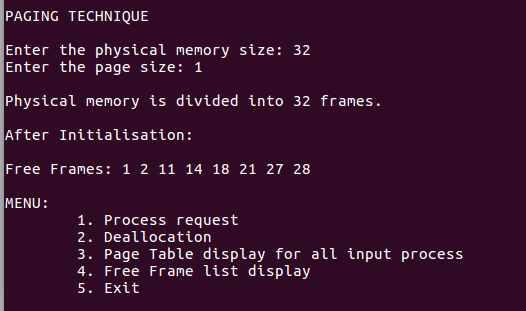 PAGING TECHNIQUE
Enter the physical memory size: 32
Enter the page size: 1
Physical memory is divided into 32 frames.
After Initialisation:
Free Frames: 1 2 11 14 18 21 27 28
MENU:
1. Process request
2. Deallocation
3. Page Table display for all input process
4. Free Frame list display
5. Exit